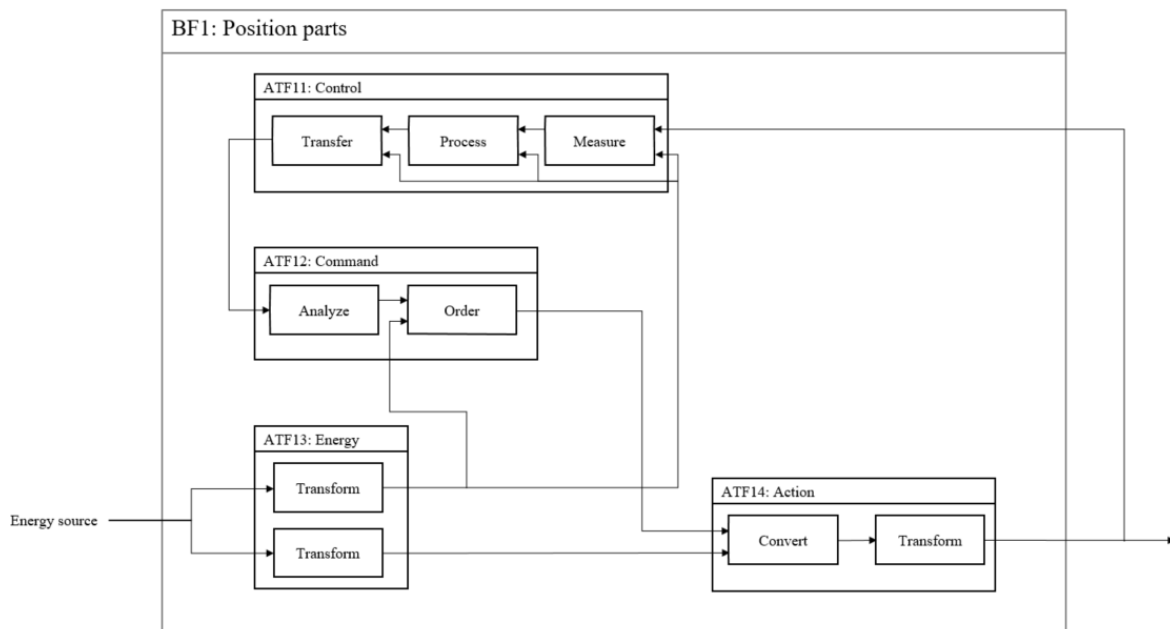 BF1: Position parts
ATF11: Control
Transfer
Process
Measure
ATF12: Command
Analyze
Order
ATF13: Energy
Transform
Energy source
Transform
ATF14: Action
Convert
Transform